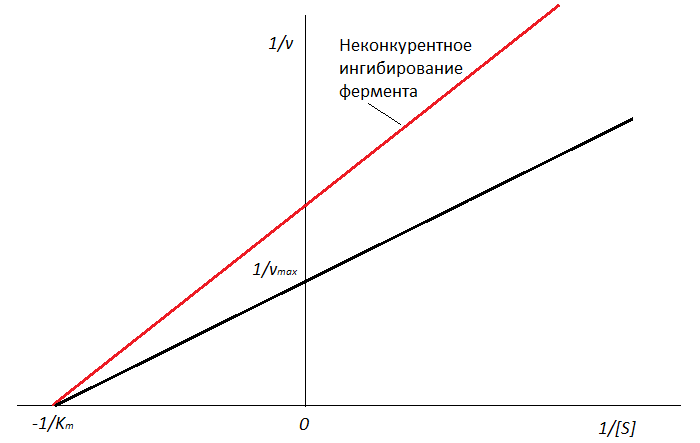 1/v
Неконкурентное
ингибирование
фермента
1/vmax
-1/Km
0
1/[S]